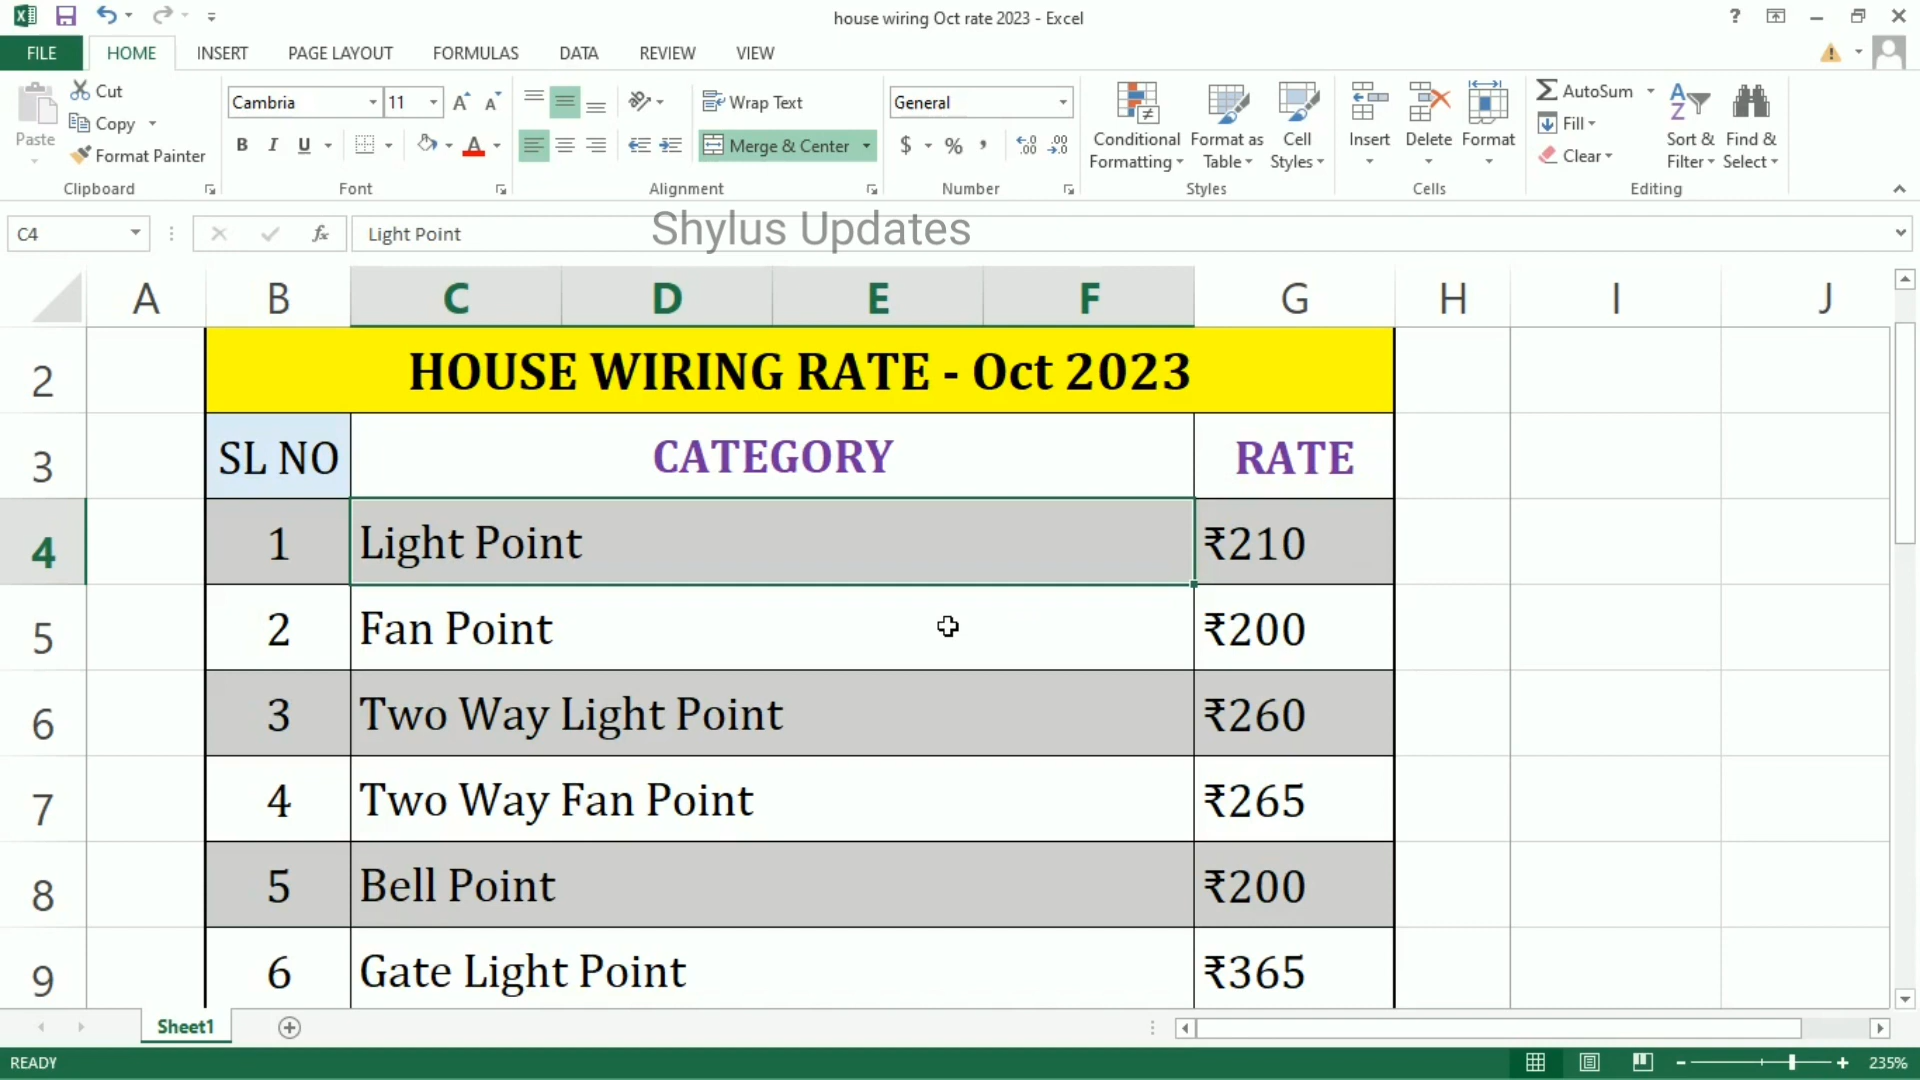 house wiring Oct rate 2023 - Excel
?
FILE HOME INSERT PAGE LAYOUT FORMULAS DATA REVIEW VIEW
Paste
Cut
Copy
Format Painter
Clipboard
Cambria 11
B I U
Font
Wrap Text
Merge & Center
Alignment
General
$ %
Number
Conditional Formatting
Format as Table
Cell Styles
Styles
Insert Delete Format
Cells
AutoSum
Fill
Clear
Sort & Filter
Find & Select
Editing
C4 fx Light Point
Shylus Updates
A B C D E F G H I J
2 HOUSE WIRING RATE - Oct 2023
3 SL NO CATEGORY RATE
4 1 Light Point ₹210
5 2 Fan Point ₹200
6 3 Two Way Light Point ₹260
7 4 Two Way Fan Point ₹265
8 5 Bell Point ₹200
9 6 Gate Light Point ₹365
Sheet1
READY 235%